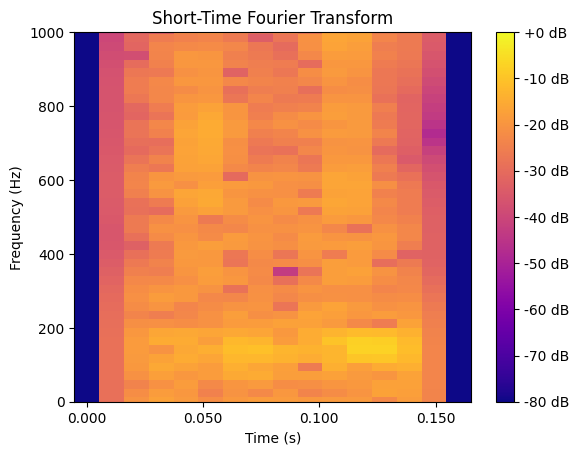 Short-Time Fourier Transform
1000
800
600
400
200
0
Frequency (Hz)
0.000
0.050
0.100
0.150
Time (s)
+0 dB
-10 dB
-20 dB
-30 dB
-40 dB
-50 dB
-60 dB
-70 dB
-80 dB